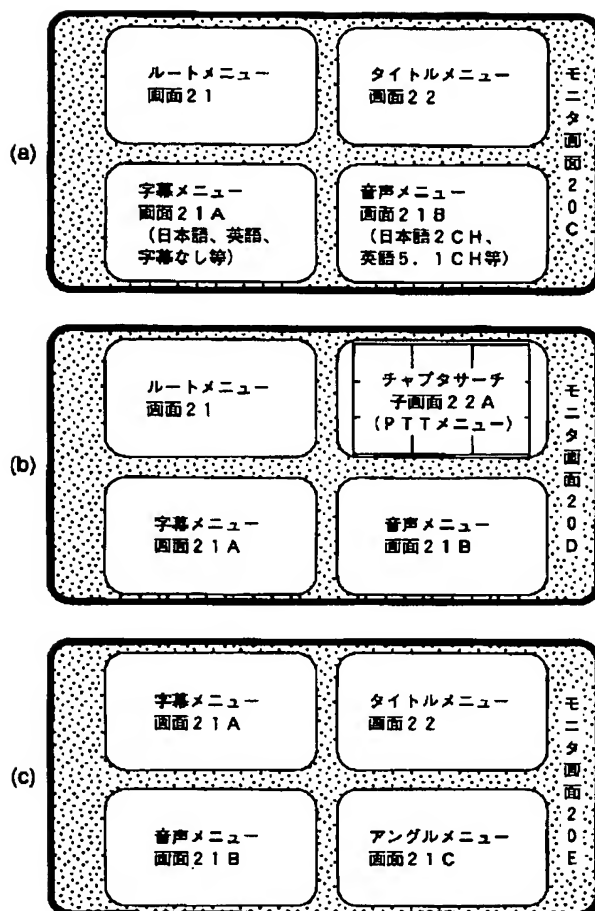 (a)
ルートメニュー
画面21
タイトルメニュー
画面22
字幕メニュー
画面21A
(日本語、英語、
字幕なし等)
音声メニュー
画面21B
(日本語2CH、
英語5.1CH等)
モニタ画面20C
(b)
ルートメニュー
画面21
チャプタサーチ
子画面22A
(PTTメニュー)
字幕メニュー
画面21A
音声メニュー
画面21B
モニタ画面20D
(c)
字幕メニュー
画面21A
タイトルメニュー
画面22
音声メニュー
画面21B
アングルメニュー
画面21C
モニタ画面20E